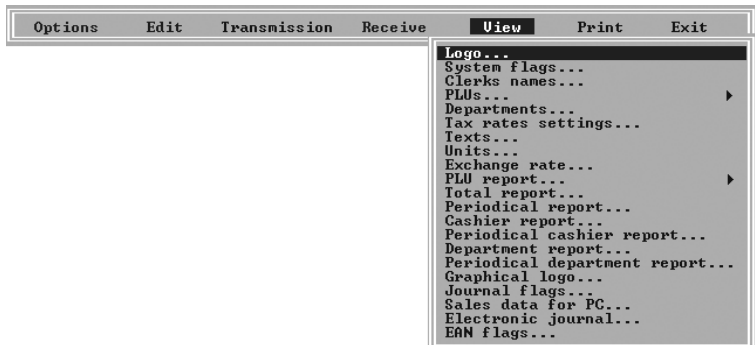 Options Edit Transmission Receive View Print Exit
Logo...
System flags...
Clerks names...
PLUs...
Departments...
Tax rates settings...
Texts...
Units...
Exchange rate...
PLU report...
Total report...
Periodical report...
Cashier report...
Periodical cashier report...
Department report...
Periodical department report...
Graphical logo...
Journal flags...
Sales data for PC...
Electronic journal...
EAN flags...